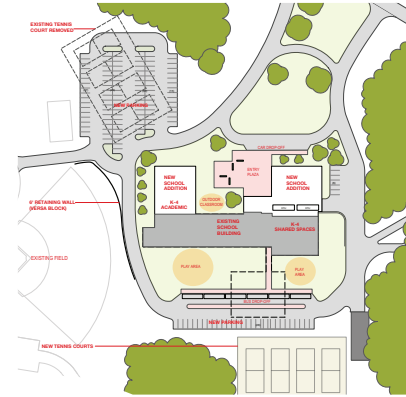 EXISTING TENNIS
COURT REMOVED
NEW PARKING
CAR DROP-OFF
ENTRY
PLAZA
NEW
SCHOOL
ADDITION
K-4
ACADEMIC
OUTDOOR
CLASSROOM
NEW
SCHOOL
ADDITION
K-4
SHARED SPACES
EXISTING
SCHOOL
BUILDING
6' RETAINING WALL
(VERSA BLOCK)
EXISTING FIELD
PLAY AREA
PLAY
AREA
BUS DROP-OFF
NEW PARKING
NEW TENNIS COURTS